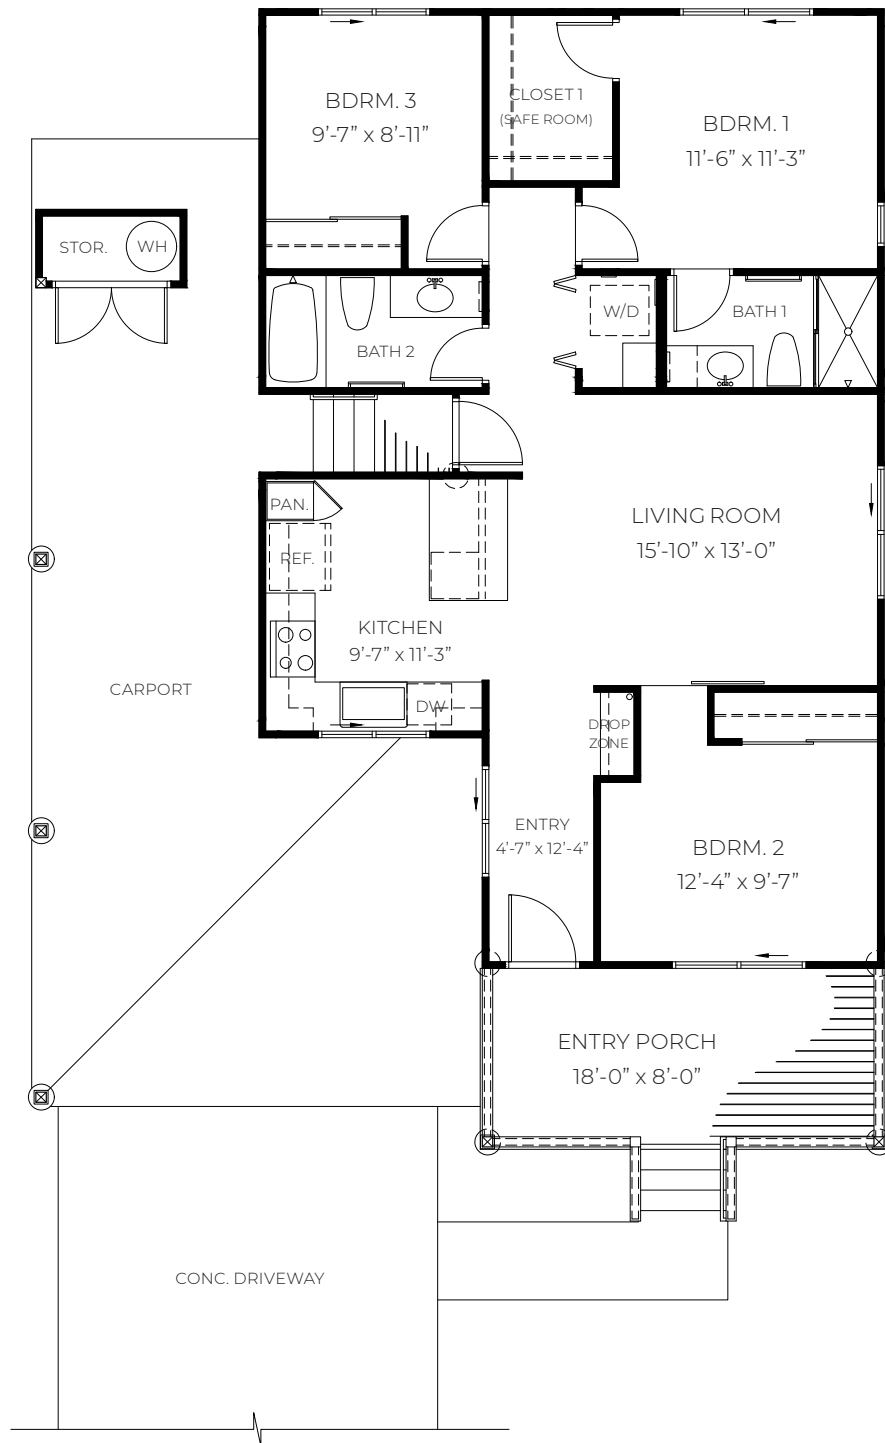 BDRM. 3
9’-7” x 8’-11”
CLOSET 1
(SAFE ROOM)
BDRM. 1
11’-6” x 11’-3”
STOR.
WH
BATH 2
W/D
BATH 1
PAN.
REF.
LIVING ROOM
15’-10” x 13’-0”
KITCHEN
9’-7” x 11’-3”
CARPORT
DW
DROP
ZONE
ENTRY
4’-7” x 12’-4”
BDRM. 2
12’-4” x 9’-7”
ENTRY PORCH
18’-0” x 8’-0”
CONC. DRIVEWAY